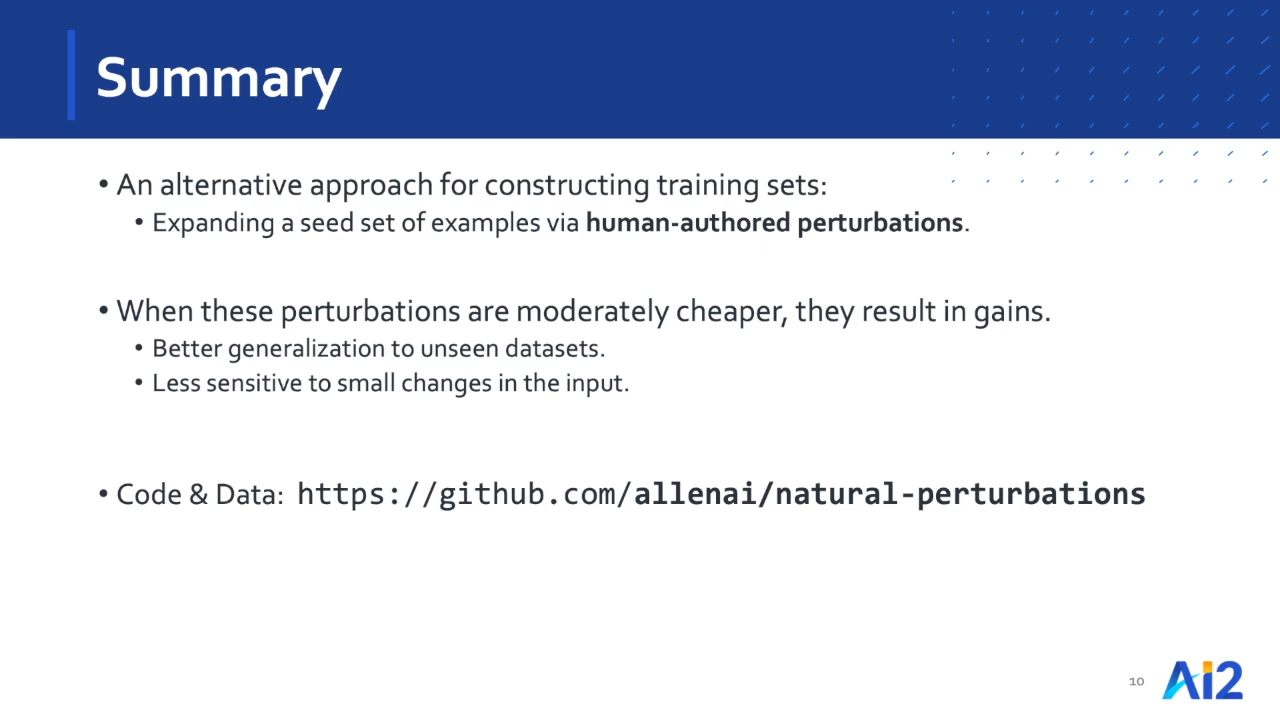 Summary
• An alternative approach for constructing training sets:
• Expanding a seed set of examples via human-authored perturbations.
• When these perturbations are moderately cheaper, they result in gains.
• Better generalization to unseen datasets.
• Less sensitive to small changes in the input.
• Code & Data: https://github.com/allenai/natural-perturbations
10
Ai2